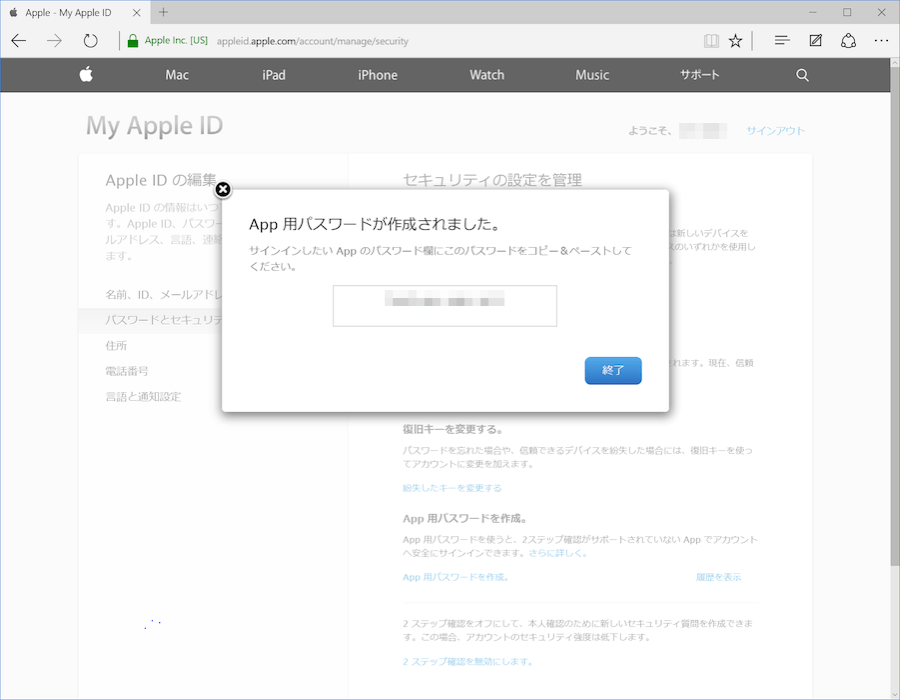 Apple - My Apple ID
Apple Inc. [US] appleid.apple.com/account/manage/security
Mac iPad iPhone Watch Music サポート
My Apple ID
ようこそ、 サインアウト
Apple ID の編集
セキュリティの設定を管理
Apple ID の情報はいつ
す。Apple ID、パスワー
ルアドレス、言語、連絡
ます。
は新しいデバイスを
スのいずれかを使用し
App 用パスワードが作成されました。
サインインしたい App のパスワード欄にこのパスワードをコピー＆ペーストして
ください。
終了
名前、ID、メールアドレ
パスワードとセキュリテ
住所
電話番号
言語と通知設定
れます。現在、信頼
復旧キーを変更する。
パスワードを忘れた場合や、信頼できるデバイスを紛失した場合には、復旧キーを使っ
てアカウントに変更を加えます。
紛失したキーを変更する
App 用パスワードを作成。
App 用パスワードを使うと、2ステップ確認がサポートされていない App でアカウント
へ安全にサインインできます。さらに詳しく。
App 用パスワードを作成。 履歴を表示
2 ステップ確認をオフにして、本人確認のために新しいセキュリティ質問を作成できま
す。この場合、アカウントのセキュリティ強度は低下します。
2 ステップ確認を無効にします。